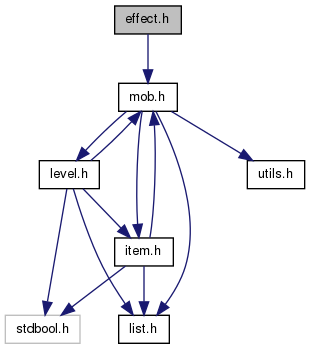 effect.h
mob.h
level.h
utils.h
item.h
stdbool.h
list.h